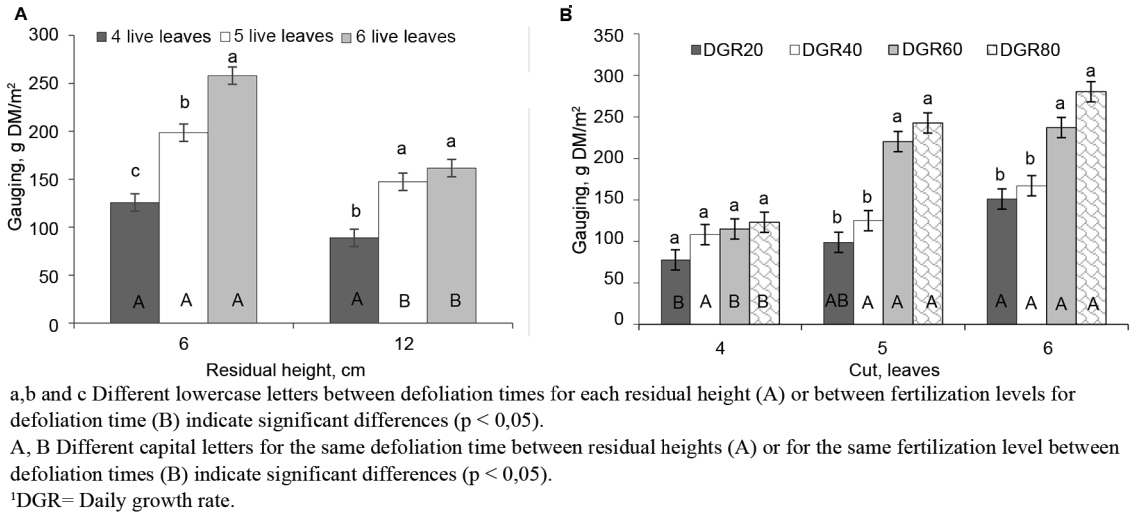 A
4 live leaves 5 live leaves 6 live leaves
Gauging, g DM/m²
300
250
200
150
100
50
0
c
b
a
b
a
a
A
A
A
A
B
B
6
12
Residual height, cm
B
DGR20 DGR40 DGR60 DGR80
Gauging, g DM/m²
350
300
250
200
150
100
50
0
a
a
a
a
b
b
a
a
b
b
a
a
B
A
B
B
AB
A
A
A
A
A
A
A
4
5
6
Cut, leaves
a,b and c Different lowercase letters between defoliation times for each residual height (A) or between fertilization levels for
defoliation time (B) indicate significant differences (p < 0,05).
A, B Different capital letters for the same defoliation time between residual heights (A) or for the same fertilization level between
defoliation times (B) indicate significant differences (p < 0,05).
¹DGR= Daily growth rate.